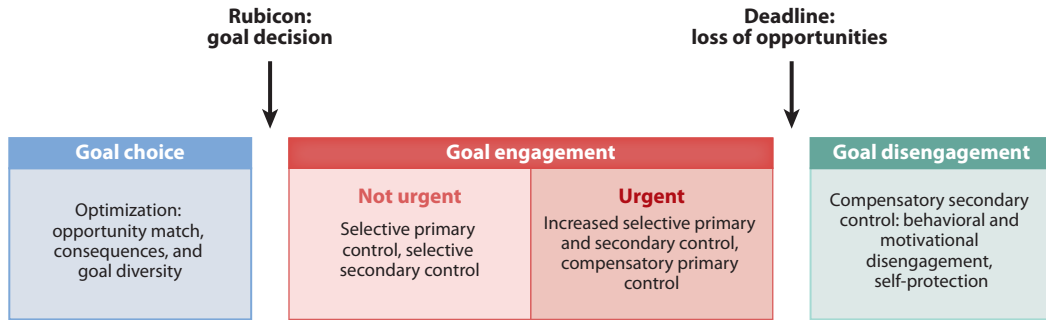 Rubicon:
goal decision
Deadline:
loss of opportunities
Goal choice
Optimization:
opportunity match,
consequences, and
goal diversity
Goal engagement
Not urgent
Selective primary
control, selective
secondary control
Urgent
Increased selective primary
and secondary control,
compensatory primary
control
Goal disengagement
Compensatory secondary
control: behavioral and
motivational
disengagement,
self-protection